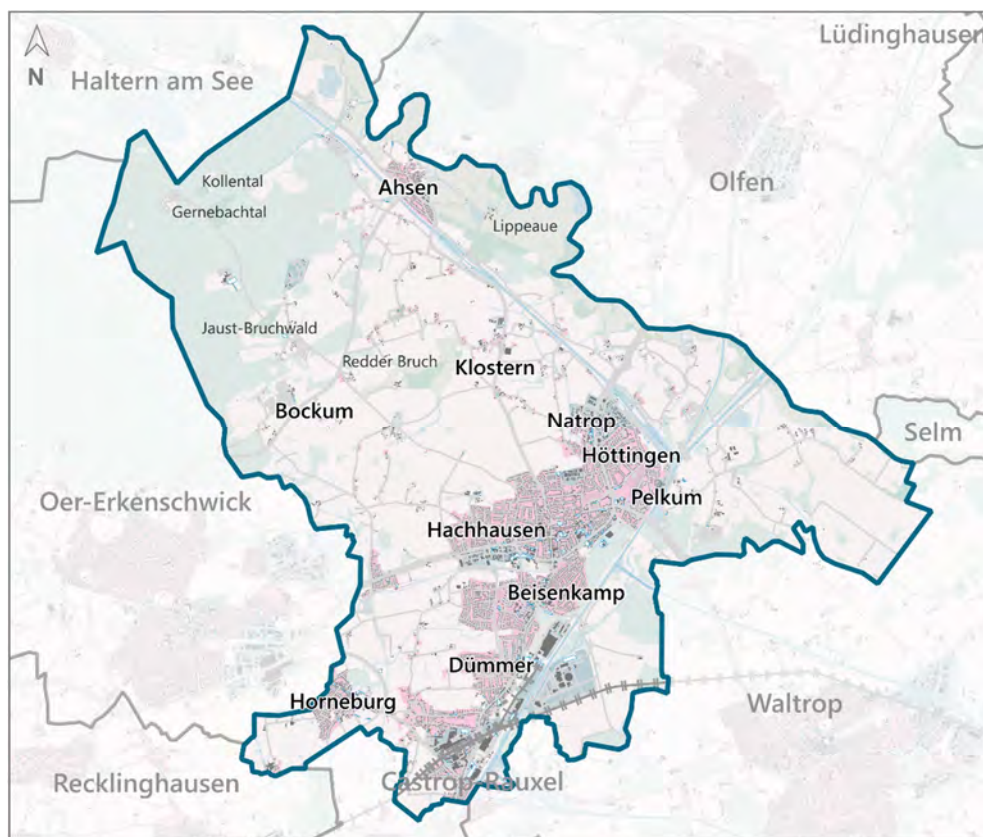 Lüdinghausen
N
Haltern am See
Olfen
Kollental
Ahsen
Gernebachtal
Lippeaue
Jaust-Bruchwald
Redder Bruch
Klostern
Bockum
Natrop
Selm
Höttingen
Oer-Erkenschwick
Pelkum
Hachhausen
Beisenkamp
Dümmer
Horneburg
Waltrop
Recklinghausen
Castrop-Rauxel